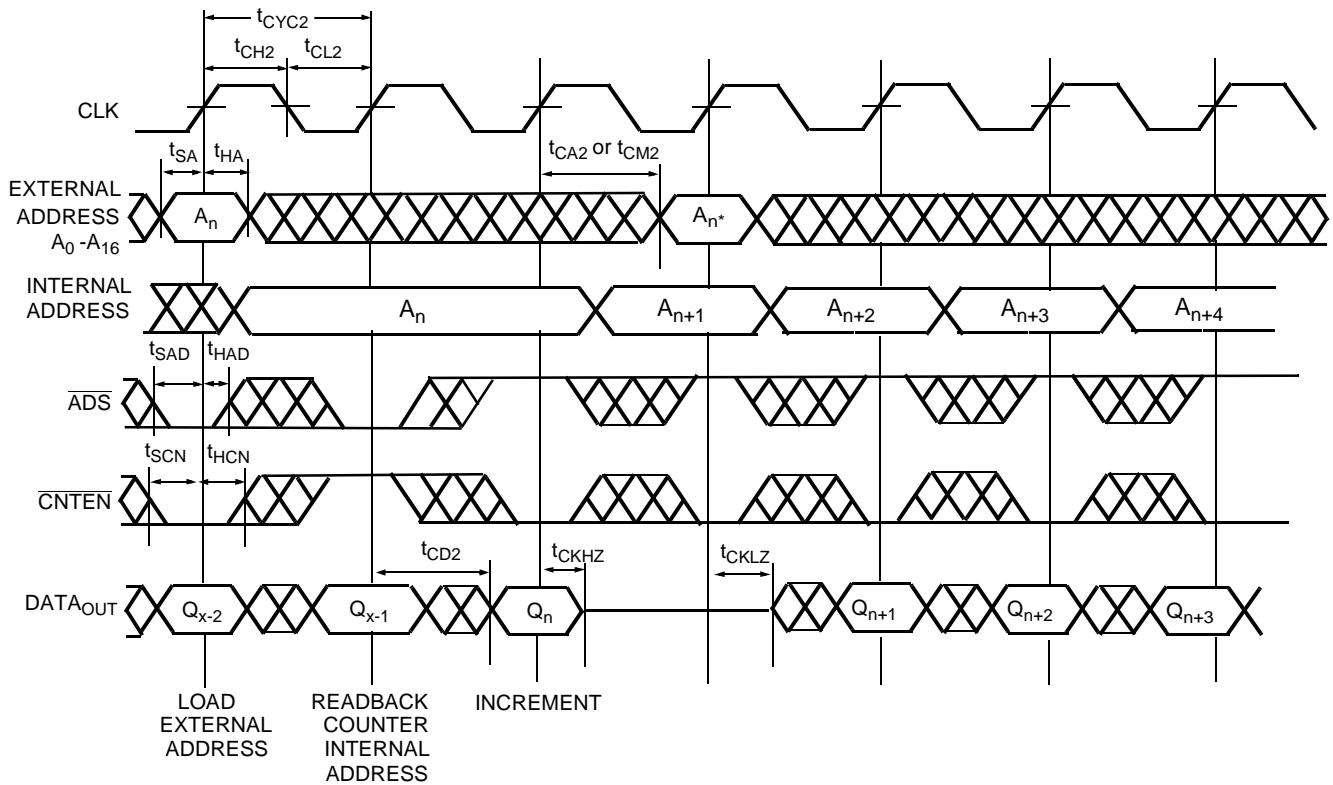 tCYC2
tCH2 tCL2
CLK
tSA tHA tCA2 or tCM2
EXTERNAL
ADDRESS
A0 -A16
An An*
INTERNAL
ADDRESS
An An+1 An+2 An+3 An+4
tSAD tHAD
ADS
tSCN tHCN
CNTEN
tCD2 tCKHZ tCKLZ
DATAOUT Qx-2 Qx-1 Qn Qn+1 Qn+2 Qn+3
LOAD
EXTERNAL
ADDRESS
READBACK
COUNTER
INTERNAL
ADDRESS
INCREMENT